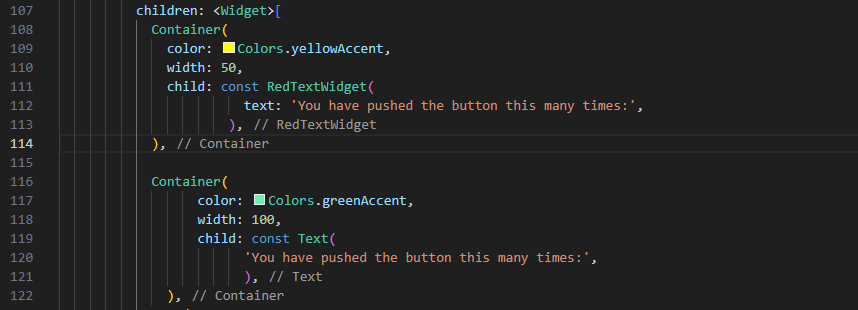 107 children: <Widget>[
108 Container(
109 color: Colors.yellowAccent,
110 width: 50,
111 child: const RedTextWidget(
112 text: 'You have pushed the button this many times:',
113 ), // RedTextWidget
114 ), // Container
115
116 Container(
117 color: Colors.greenAccent,
118 width: 100,
119 child: const Text(
120 'You have pushed the button this many times:',
121 ), // Text
122 ), // Container